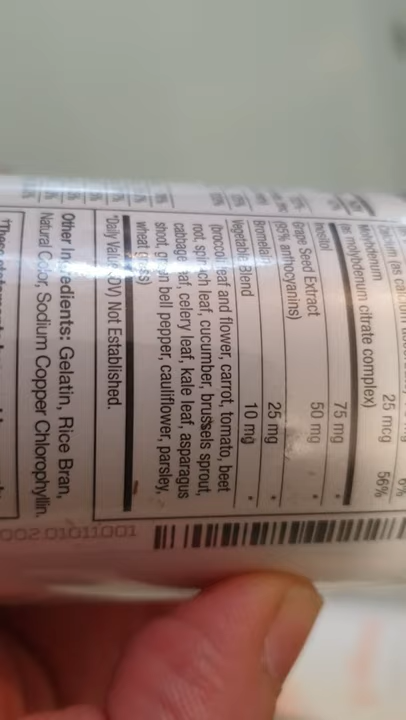 Molybdenum 25 mcg 56%
(as molybdenum citrate complex)
Inositol 75 mg *
Grape Seed Extract 50 mg *
(95% anthocyanins)
Bromelain 25 mg *
Vegetable Blend 10 mg *
(broccoli leaf and flower, carrot, tomato, beet
root, spinach leaf, cucumber, brussels sprout,
cabbage leaf, celery leaf, kale leaf, asparagus
shoot, green bell pepper, cauliflower, parsley,
wheat grass)
*Daily Value (DV) Not Established.
Other Ingredients: Gelatin, Rice Bran,
Natural Color, Sodium Copper Chlorophyllin.
002.01011001